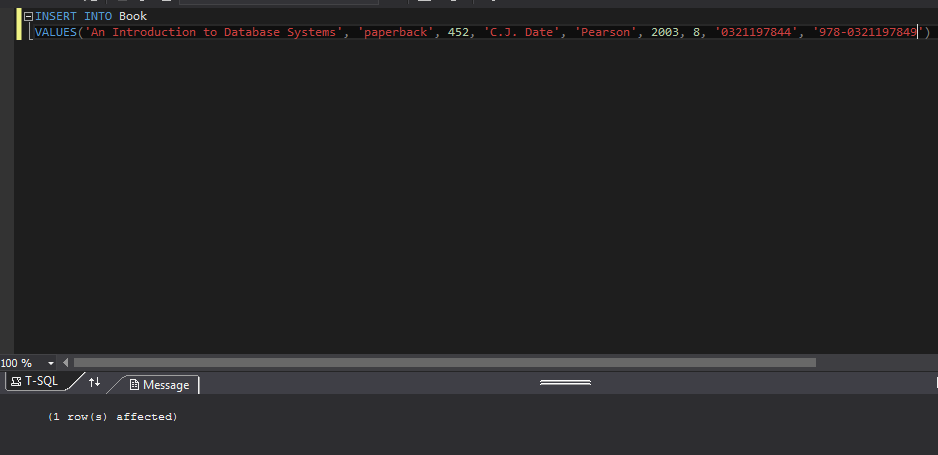 INSERT INTO Book
VALUES('An Introduction to Database Systems', 'paperback', 452, 'C.J. Date', 'Pearson', 2003, 8, '0321197844', '978-0321197849')
100 %
T-SQL
Message
(1 row(s) affected)